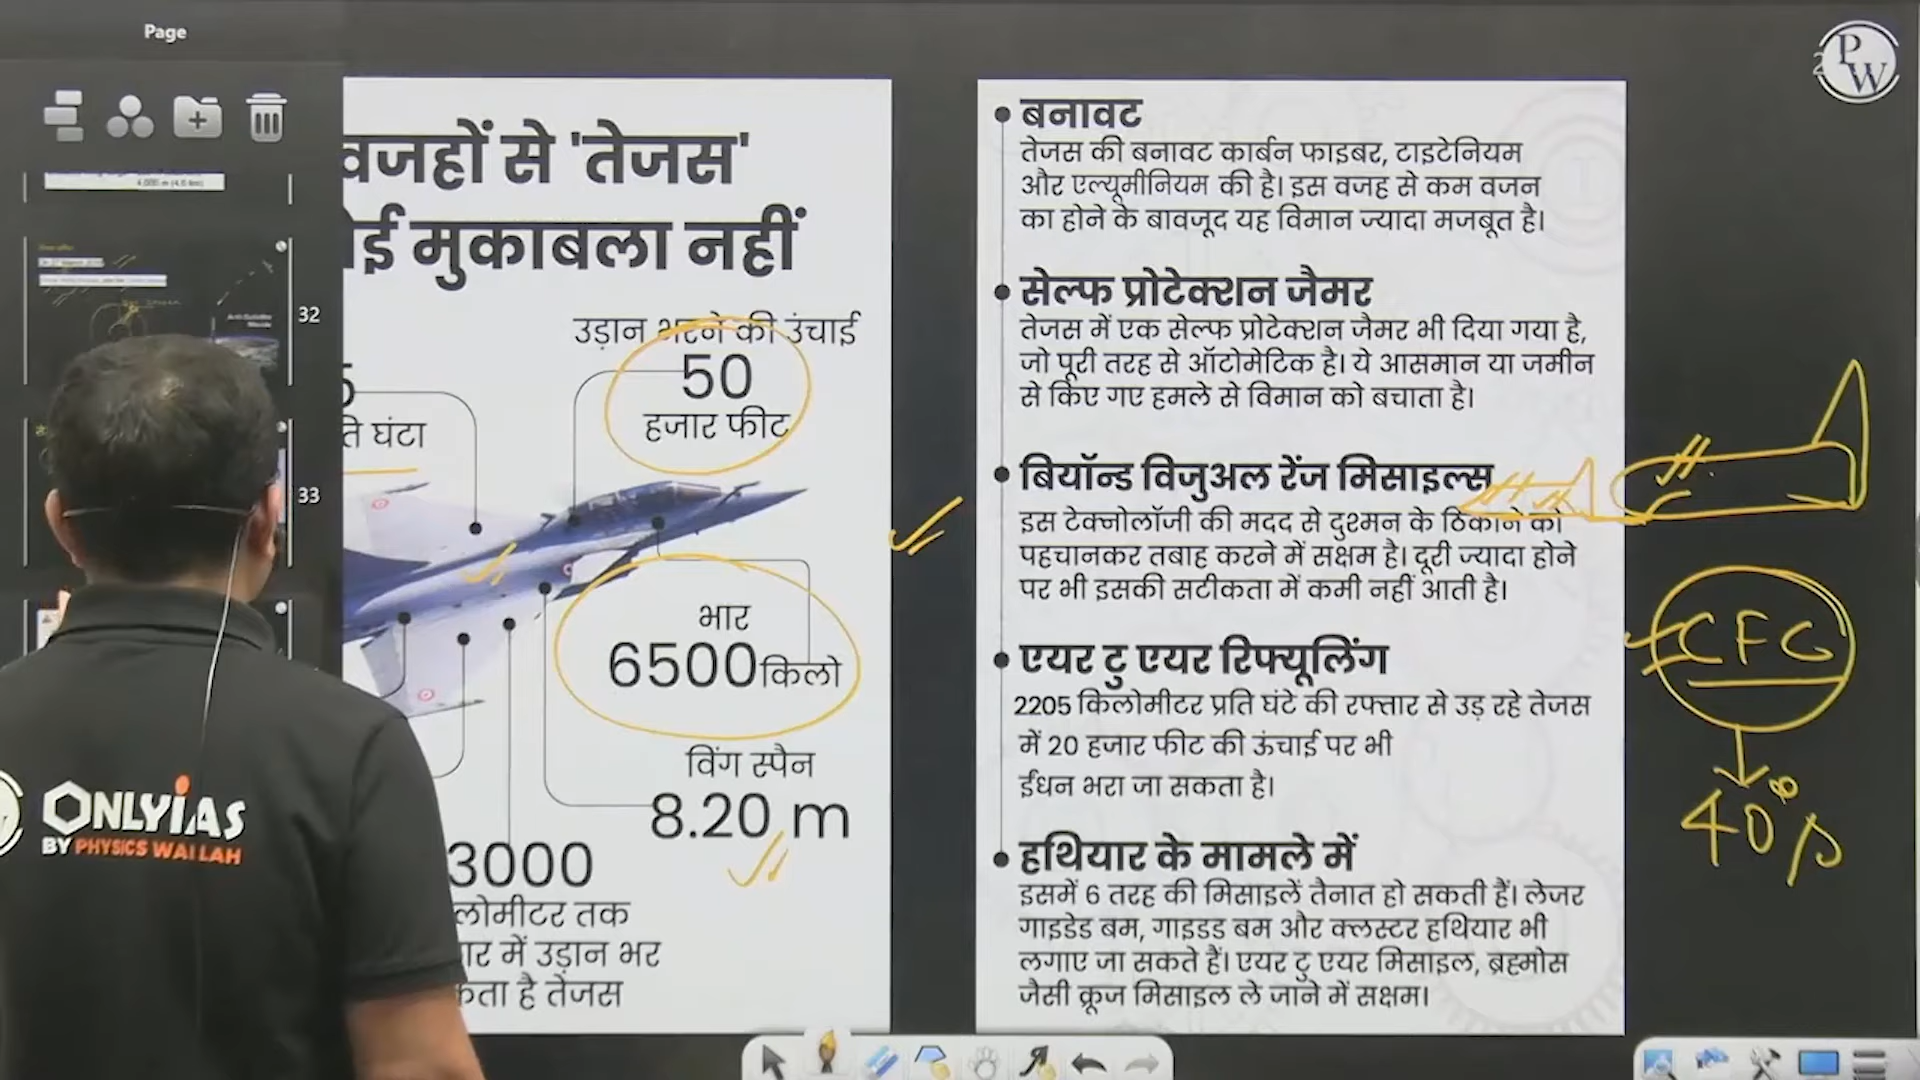 Page
PW
32
33
वजहों से 'तेजस'
मुकाबला नहीं
उड़ान भरने की उंचाई
50
हजार फीट
घंटा
भार
6500किलो
विंग स्पैन
8.20 m
3000
तक
में उड़ान भर
है तेजस
बनावट
तेजस की बनावट कार्बन फाइबर, टाइटेनियम
और एल्यूमीनियम की है। इस वजह से कम वजन
का होने के बावजूद यह विमान ज्यादा मजबूत है।
सेल्फ प्रोटेक्शन जैमर
तेजस में एक सेल्फ प्रोटेक्शन जैमर भी दिया गया है,
जो पूरी तरह से ऑटोमेटिक है। ये आसमान या जमीन
से किए गए हमले से विमान को बचाता है।
बियॉन्ड विजुअल रेंज मिसाइल्स
इस टेक्नोलॉजी की मदद से दुश्मन के ठिकाने को
पहचानकर तबाह करने में सक्षम है। दूरी ज्यादा होने
पर भी इसकी सटीकता में कमी नहीं आती है।
एयर टु एयर रिफ्यूलिंग
2205 किलोमीटर प्रति घंटे की रफ्तार से उड़ रहे तेजस
में 20 हजार फीट की ऊंचाई पर भी
ईंधन भरा जा सकता है।
हथियार के मामले में
इसमें 6 तरह की मिसाइलें तैनात हो सकती हैं। लेजर
गाइडेड बम, गाइडड बम और क्लस्टर हथियार भी
लगाए जा सकते हैं। एयर टु एयर मिसाइल, ब्रह्मोस
जैसी क्रूज मिसाइल ले जाने में सक्षम।
CFC
40%
ONLYiAS
BY PHYSICS WALLAH